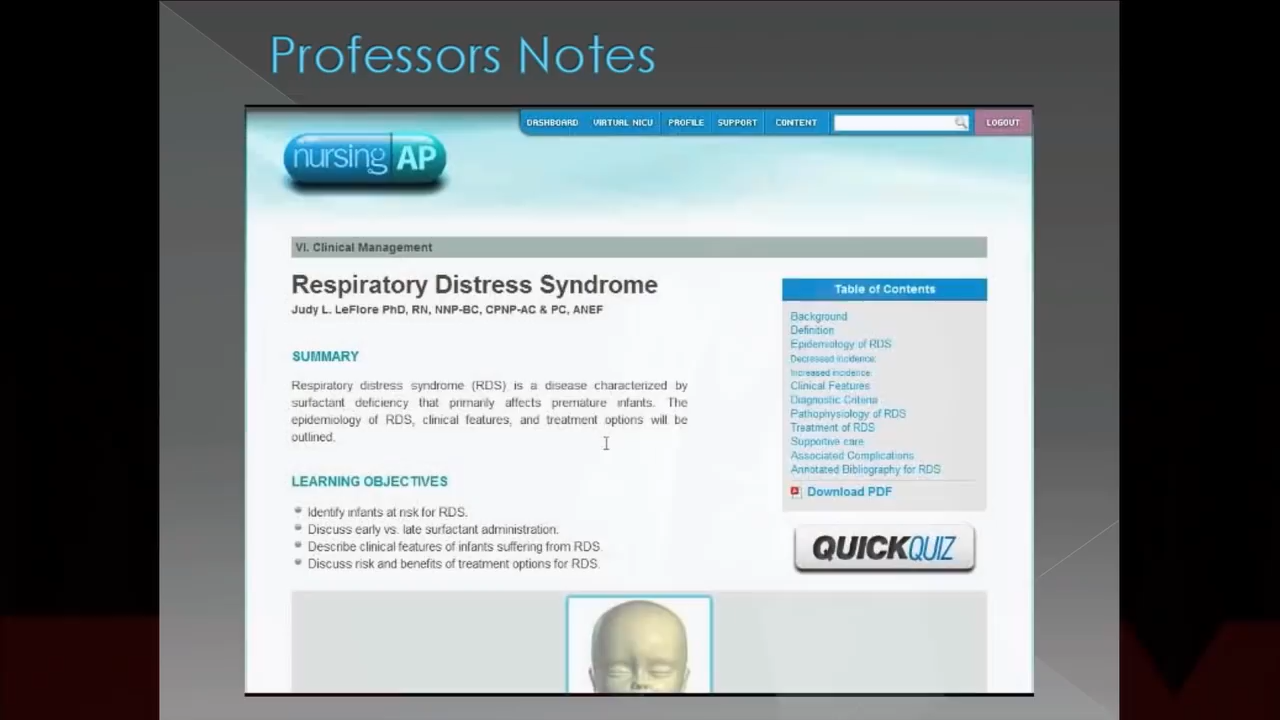 Professors Notes
DASHBOARD VIRTUAL NICU PROFILE SUPPORT CONTENT LOGOUT
nursing AP
VI. Clinical Management
Respiratory Distress Syndrome
Judy L. LeFlore PhD, RN, NNP-BC, CPNP-AC & PC, ANEF
SUMMARY
Respiratory distress syndrome (RDS) is a disease characterized by
surfactant deficiency that primarily affects premature infants. The
epidemiology of RDS, clinical features, and treatment options will be
outlined.
LEARNING OBJECTIVES
Identify infants at risk for RDS.
Discuss early vs. late surfactant administration.
Describe clinical features of infants suffering from RDS.
Discuss risk and benefits of treatment options for RDS.
Table of Contents
Background
Definition
Epidemiology of RDS
Decreased incidence
Increased incidence
Clinical Features
Diagnostic Criteria
Pathophysiology of RDS
Treatment of RDS
Supportive care
Associated Complications
Annotated Bibliography for RDS
Download PDF
QUICKQUIZ